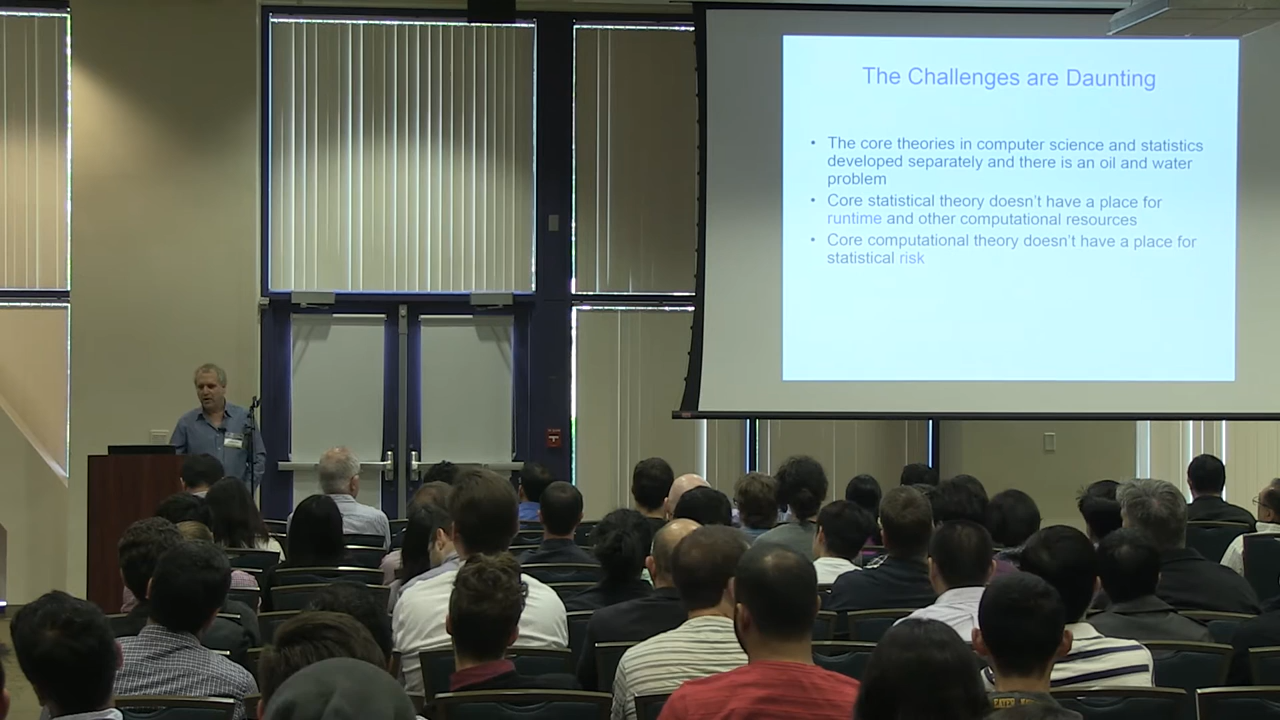 The Challenges are Daunting
• The core theories in computer science and statistics
developed separately and there is an oil and water
problem
• Core statistical theory doesn't have a place for
runtime and other computational resources
• Core computational theory doesn't have a place for
statistical risk